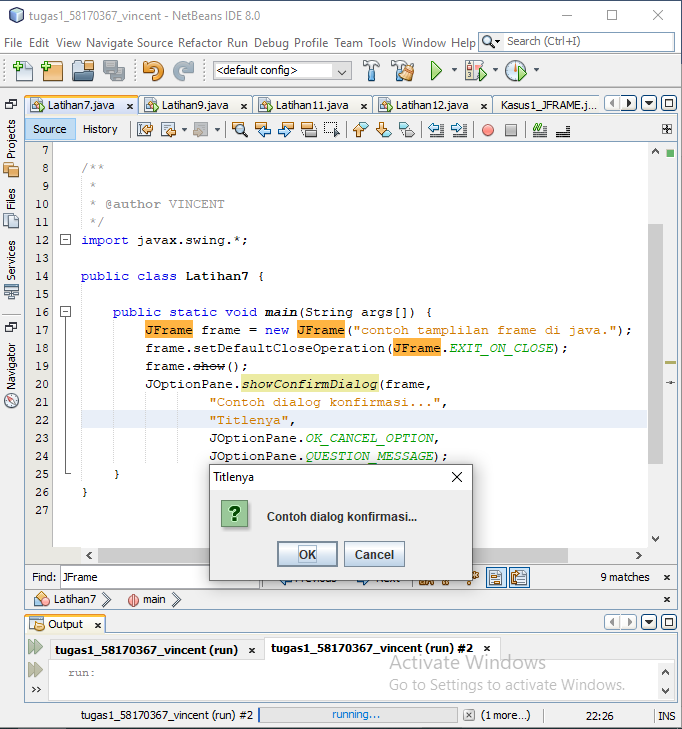 tugas1_58170367_vincent - NetBeans IDE 8.0
File Edit View Navigate Source Refactor Run Debug Profile Team Tools Window Help Search (Ctrl+I)
<default config>
Latihan7.java Latihan9.java Latihan11.java Latihan12.java Kasus1_JFRAME.j...
Source History
Projects
Files
Services
Navigator
7
8 /**
9 *
10 * @author VINCENT
11 */
12 import javax.swing.*;
13
14 public class Latihan7 {
15
16 public static void main(String args[]) {
17 JFrame frame = new JFrame("contoh tamplilan frame di java.");
18 frame.setDefaultCloseOperation(JFrame.EXIT_ON_CLOSE);
19 frame.show();
20 JOptionPane.showConfirmDialog(frame,
21 "Contoh dialog konfirmasi...",
22 "Titlenya",
23 JOptionPane.OK_CANCEL_OPTION,
24 JOptionPane.QUESTION_MESSAGE);
25 }
26 }
27
Titlenya
Contoh dialog konfirmasi...
OK Cancel
Find: JFrame Previous Next 9 matches
Latihan7 main
Output
tugas1_58170367_vincent (run) tugas1_58170367_vincent (run) #2
run:
Activate Windows
Go to Settings to activate Windows.
tugas1_58170367_vincent (run) #2 running... (1 more...) 22:26 INS